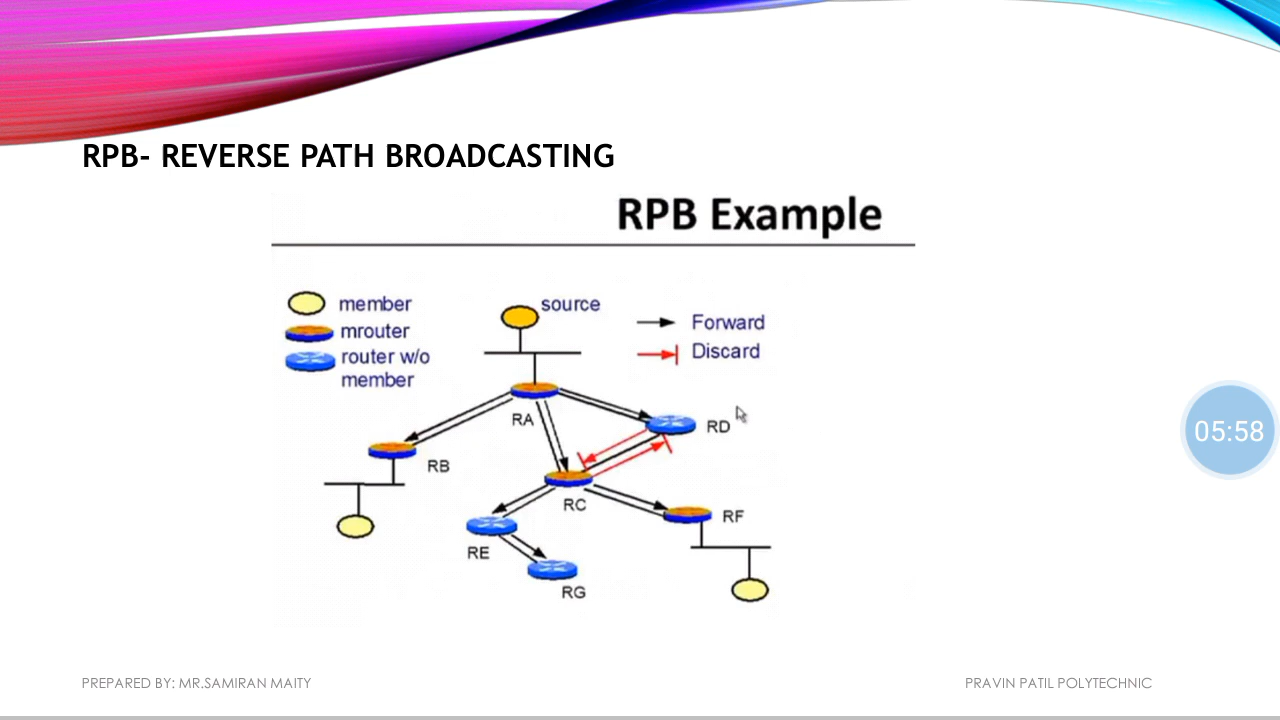 RPB- REVERSE PATH BROADCASTING
RPB Example
member
mrouter
router w/o
member
source
Forward
Discard
RA
RD
RB
RC
RF
RE
RG
05:58
PREPARED BY: MR.SAMIRAN MAITY
PRAVIN PATIL POLYTECHNIC